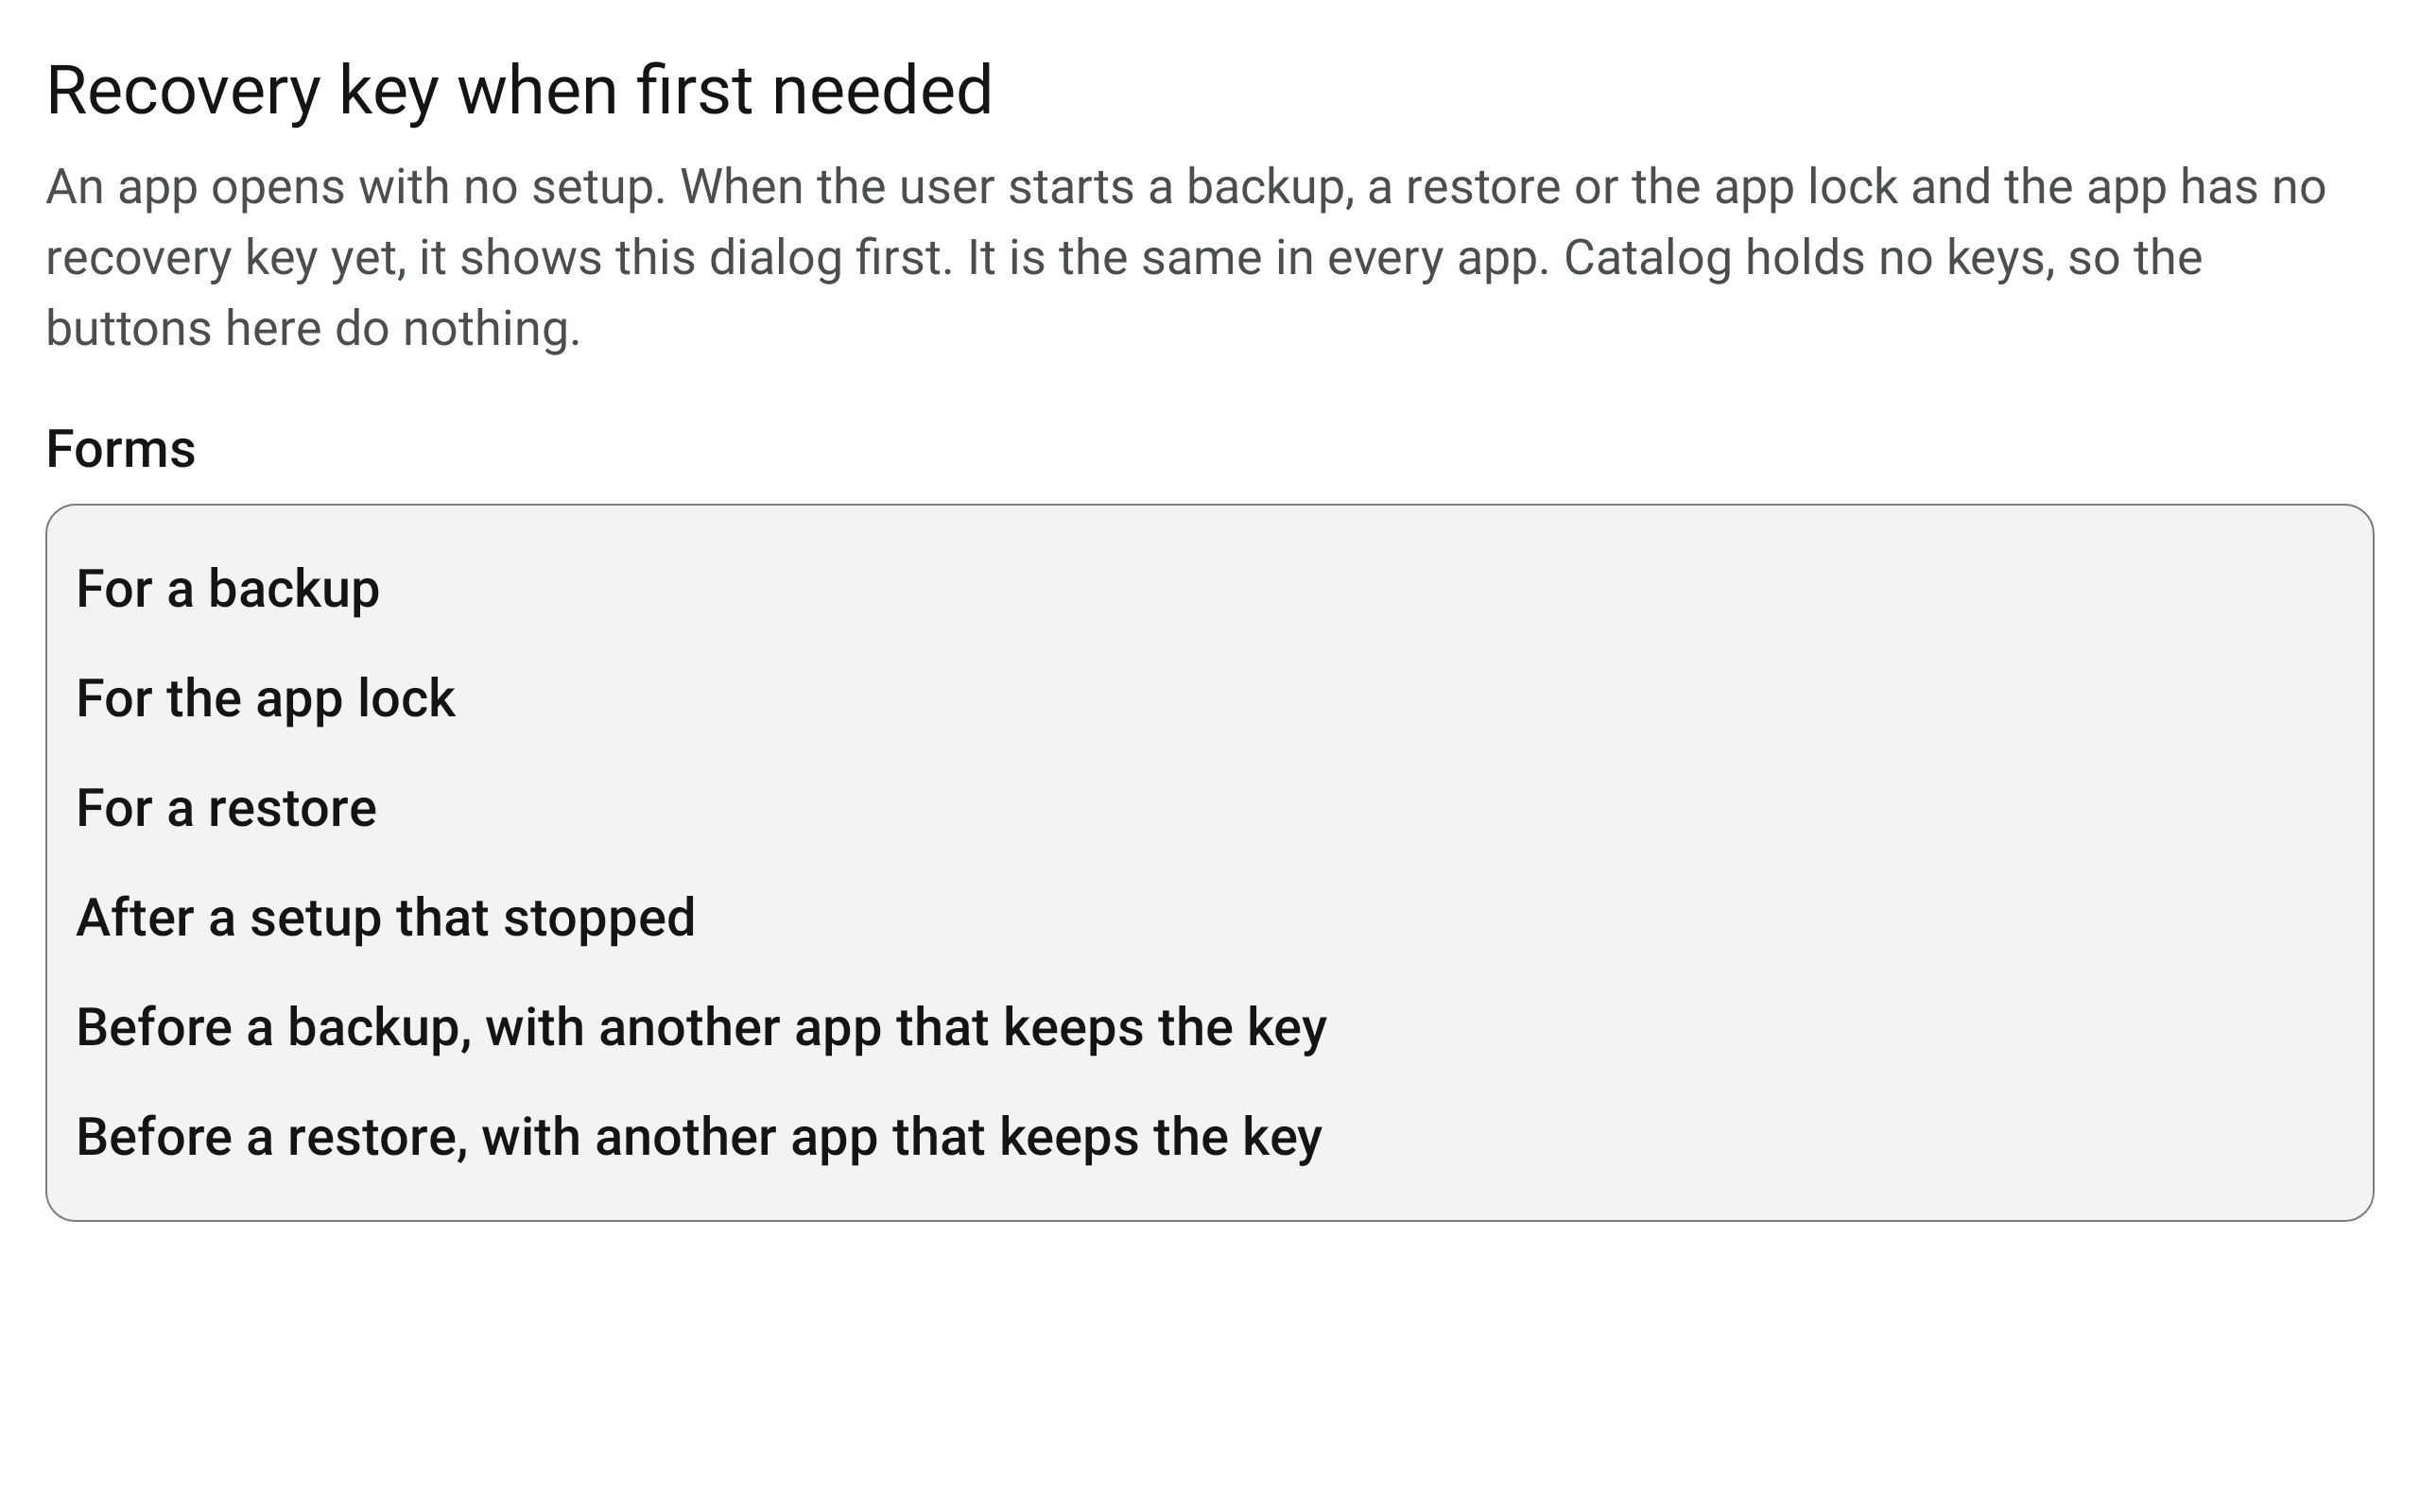 Recovery key when first needed
An app opens with no setup. When the user starts a backup, a restore or the app lock and the app has no
recovery key yet, it shows this dialog first. It is the same in every app. Catalog holds no keys, so the
buttons here do nothing.
Forms
For a backup
For the app lock
For a restore
After a setup that stopped
Before a backup, with another app that keeps the key
Before a restore, with another app that keeps the key